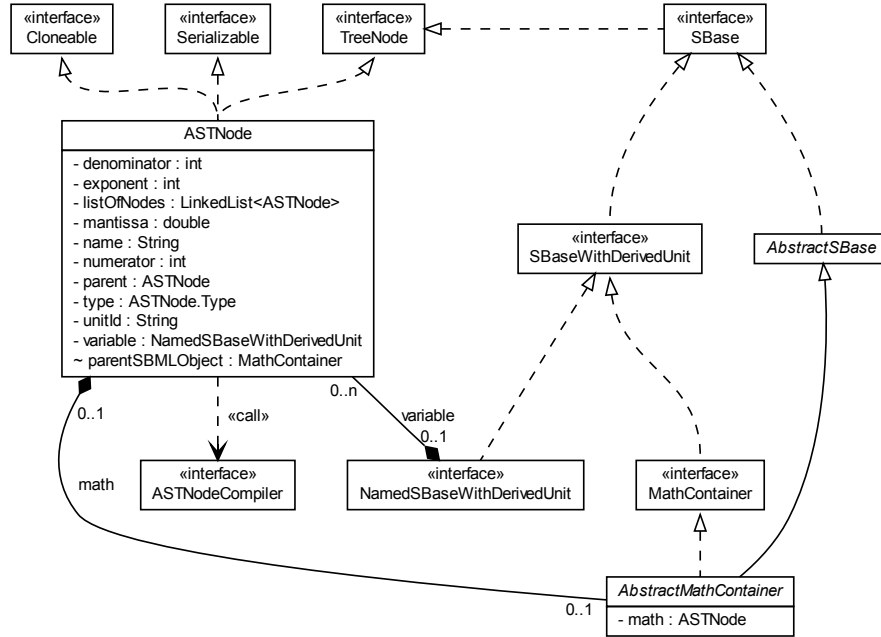 «interface»
Cloneable
«interface»
Serializable
«interface»
TreeNode
«interface»
SBase
ASTNode
- denominator : int
- exponent : int
- listOfNodes : LinkedList<ASTNode>
- mantissa : double
- name : String
- numerator : int
- parent : ASTNode
- type : ASTNode.Type
- unitId : String
- variable : NamedSBaseWithDerivedUnit
~ parentSBMLObject : MathContainer
«interface»
SBaseWithDerivedUnit
AbstractSBase
0..1
«call»
0..n
variable
0..1
math
«interface»
ASTNodeCompiler
«interface»
NamedSBaseWithDerivedUnit
«interface»
MathContainer
0..1
AbstractMathContainer
- math : ASTNode